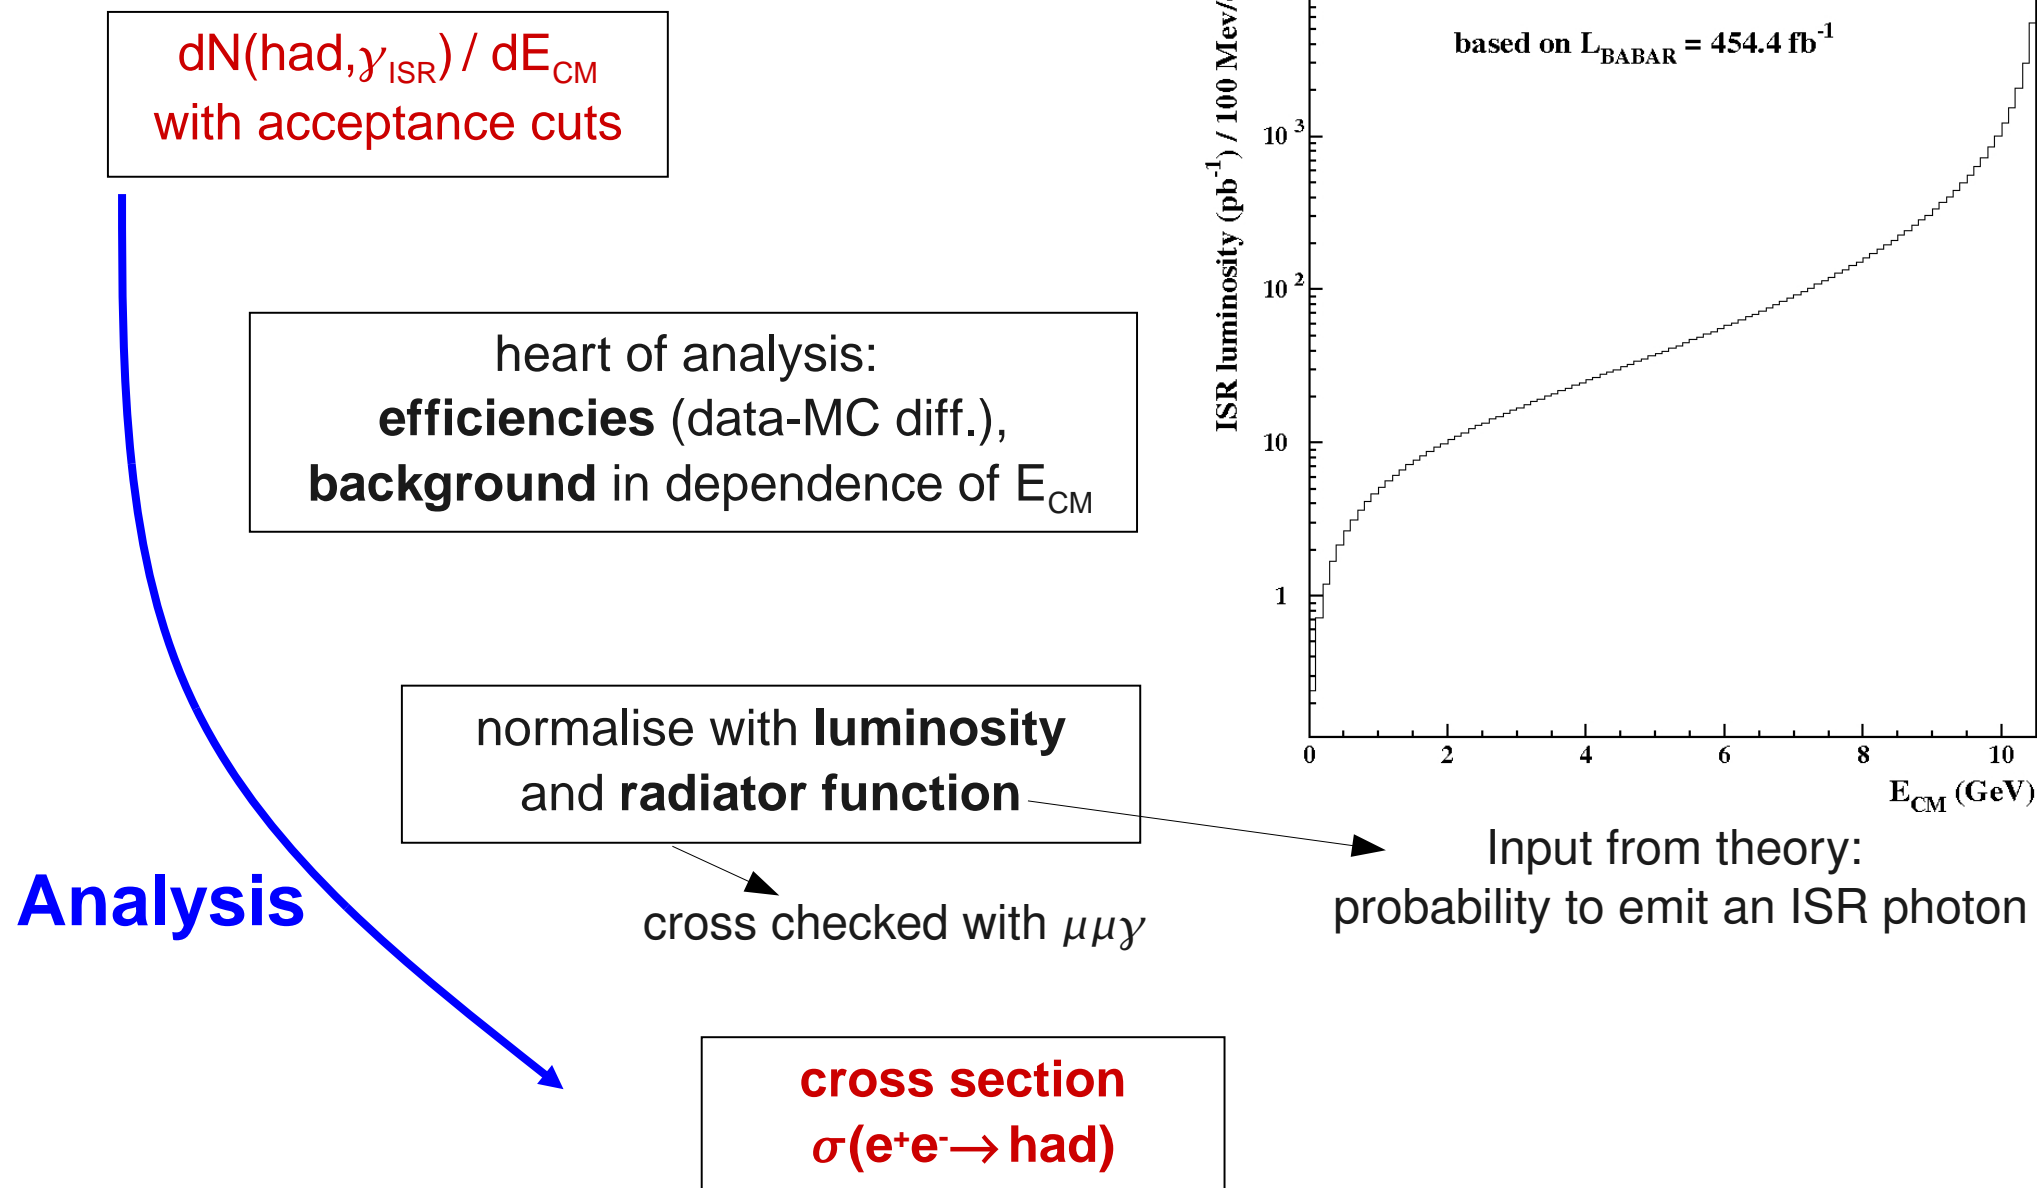 dN(had,γISR) / dECM
with acceptance cuts
heart of analysis:
efficiencies (data-MC diff.),
background in dependence of ECM
normalise with luminosity
and radiator function
Analysis
cross checked with μμγ
cross section
σ(e+e-→ had)
based on LBABAR = 454.4 fb-1
ISR luminosity (pb-1) / 100 Mev/
10 3
10 2
10
1
0 2 4 6 8 10
ECM (GeV)
Input from theory:
probability to emit an ISR photon